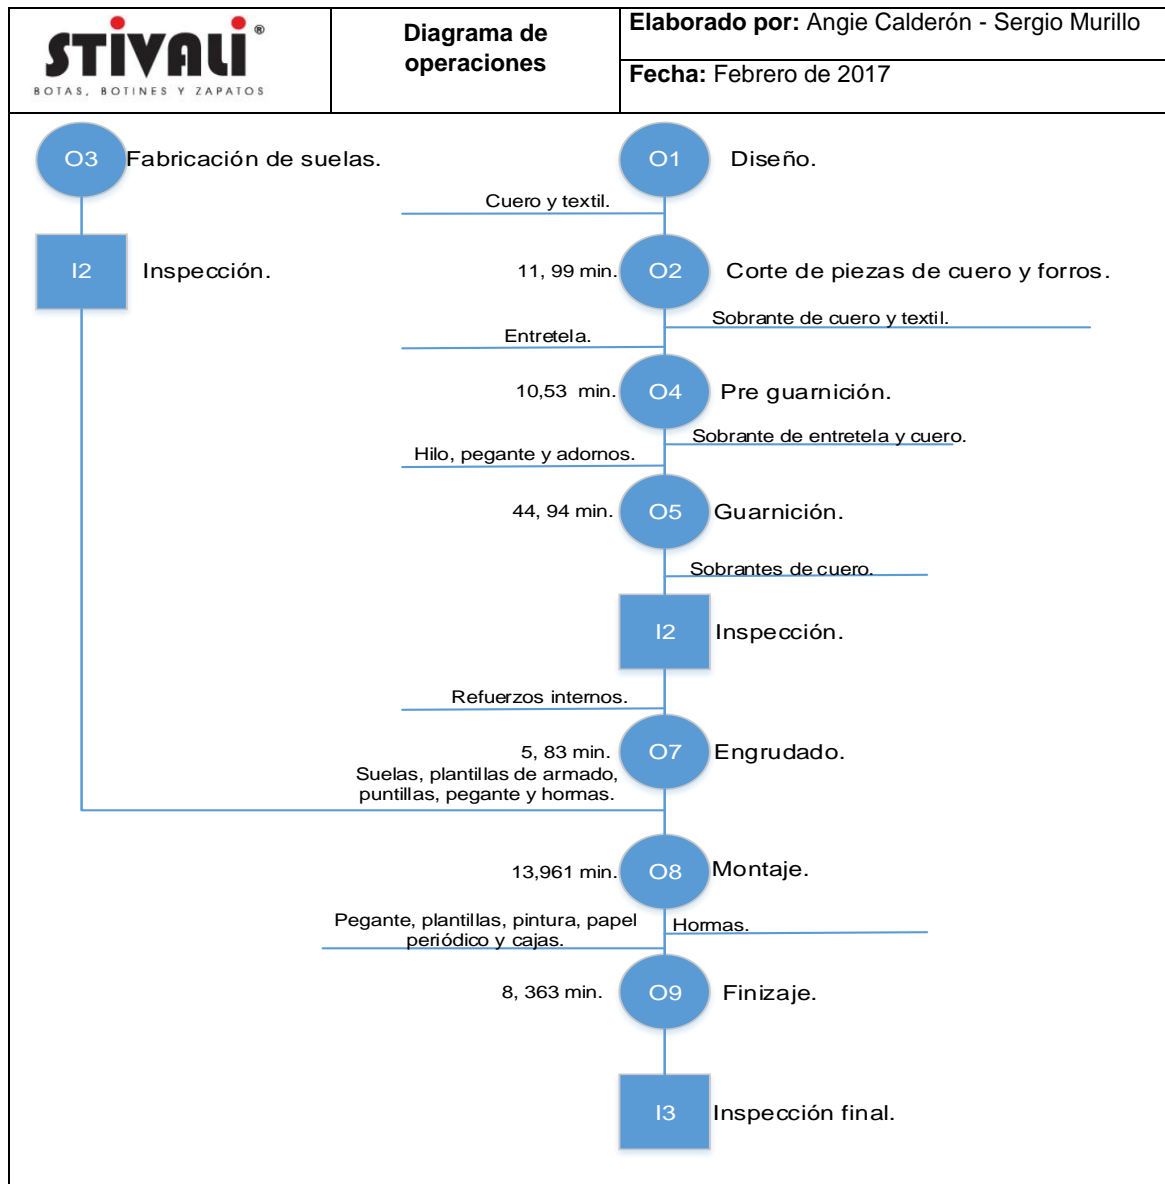 STiVALi®
BOTAS, BOTINES Y ZAPATOS
Diagrama de
operaciones
Elaborado por: Angie Calderón - Sergio Murillo
Fecha: Febrero de 2017
O3 Fabricación de suelas.
O1 Diseño.
Cuero y textil.
I2 Inspección.
11, 99 min. O2 Corte de piezas de cuero y forros.
Sobrante de cuero y textil.
Entretela.
10,53 min. O4 Pre guarnición.
Sobrante de entretela y cuero.
Hilo, pegante y adornos.
44, 94 min. O5 Guarnición.
Sobrantes de cuero.
I2 Inspección.
Refuerzos internos.
5, 83 min. O7 Engrudado.
Suelas, plantillas de armado,
puntillas, pegante y hormas.
13,961 min. O8 Montaje.
Pegante, plantillas, pintura, papel
periódico y cajas.
Hormas.
8, 363 min. O9 Finizaje.
I3 Inspección final.